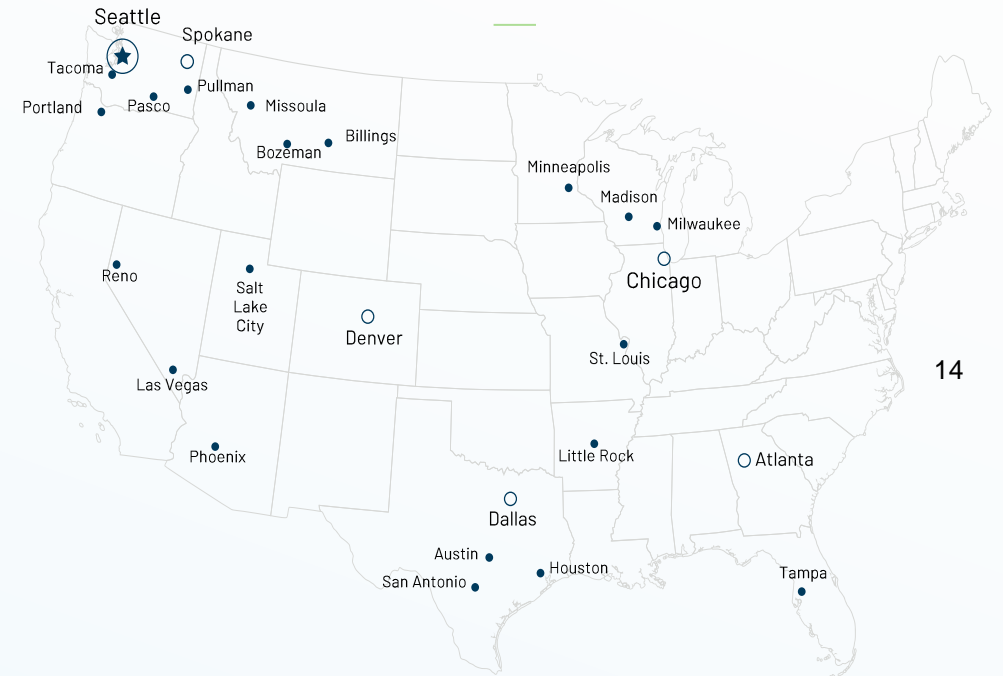 Seattle
Spokane
Tacoma
Pullman
Portland
Pasco
Missoula
Billings
Bozeman
Minneapolis
Madison
Milwaukee
Reno
Salt
Lake
City
Chicago
Denver
St. Louis
14
Las Vegas
Phoenix
Little Rock
Atlanta
Dallas
Austin
Houston
San Antonio
Tampa